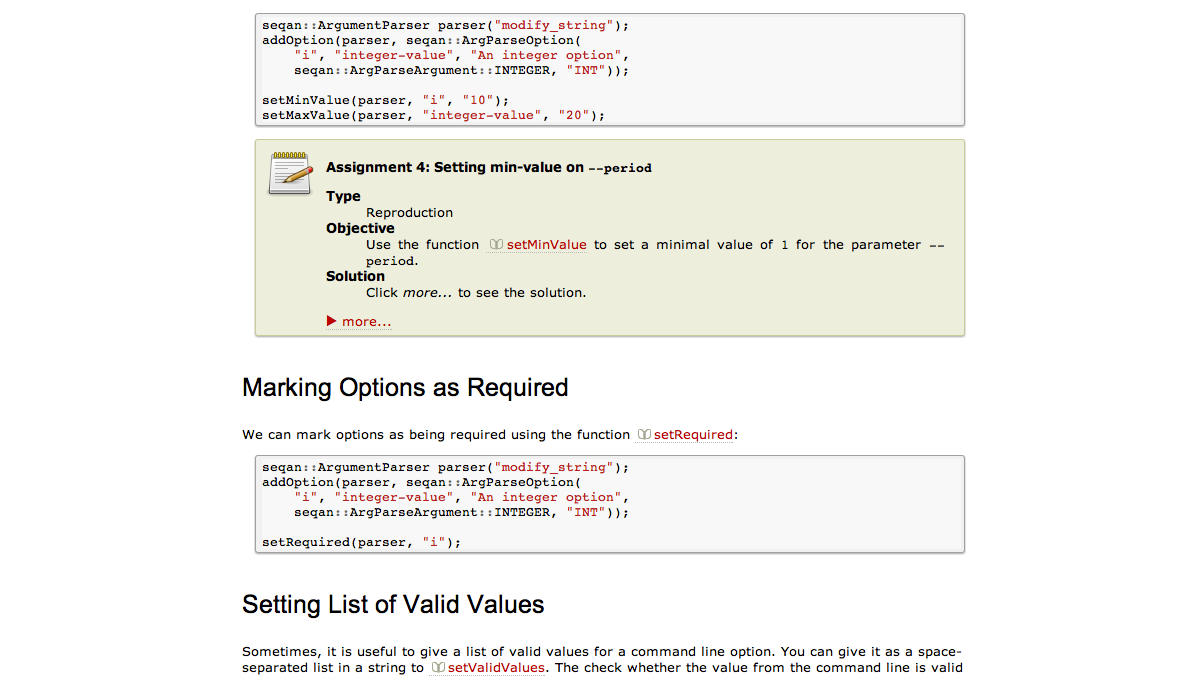 seqan::ArgumentParser parser("modify_string");
addOption(parser, seqan::ArgParseOption(
"i", "integer-value", "An integer option",
seqan::ArgParseArgument::INTEGER, "INT"));
setMinValue(parser, "i", "10");
setMaxValue(parser, "integer-value", "20");
Assignment 4: Setting min-value on --period
Type
Reproduction
Objective
Use the function setMinValue to set a minimal value of 1 for the parameter --
period.
Solution
Click more... to see the solution.
more...
Marking Options as Required
We can mark options as being required using the function setRequired:
seqan::ArgumentParser parser("modify_string");
addOption(parser, seqan::ArgParseOption(
"i", "integer-value", "An integer option",
seqan::ArgParseArgument::INTEGER, "INT"));
setRequired(parser, "i");
Setting List of Valid Values
Sometimes, it is useful to give a list of valid values for a command line option. You can give it as a space-
separated list in a string to setValidValues. The check whether the value from the command line is valid